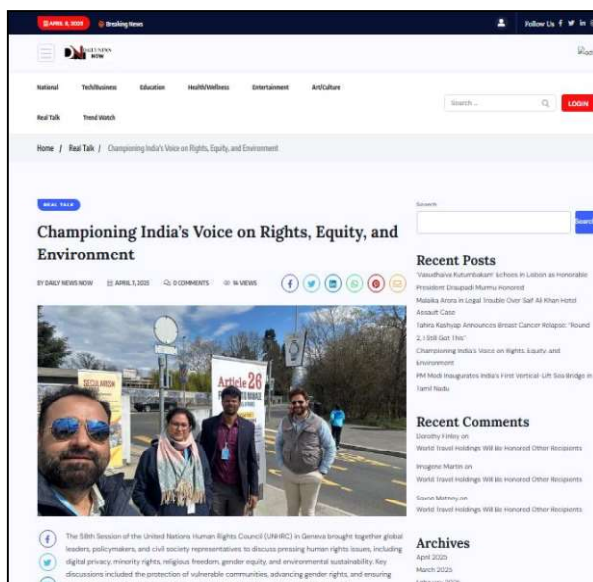 APRIL 8, 2025
Breaking News
Follow Us
NOW
National
Tech/Business
Education
Health/Wellness
Entertainment
Art/Culture
Search ...
LOGIN
Real Talk
Trend Watch
Home / Real Talk / Championing India's Voice on Rights, Equity, and Environment
REAL TALK
Championing India's Voice on Rights, Equity, and
Environment
BY DAILY NEWS NOW
APRIL 7, 2025
0 COMMENTS
14 VIEWS
SECULARISM
Article 26
The 58th Session of the United Nations Human Rights Council (UNHRC) in Geneva brought together global
leaders, policymakers, and civil society representatives to discuss pressing human rights issues, including
digital privacy, minority rights, religious freedom, gender equity, and environmental sustainability. Key
discussions included the protection of vulnerable communities, advancing gender rights, and ensuring
Search
Search
Recent Posts
'Vasudhaiva Kutumbakam' Echoes in Lisbon as Honorable
President Draupadi Murmu Honored
Malaika Arora in Legal Trouble Over Saif Ali Khan Hotel
Assault Case
Tahira Kashyap Announces Breast Cancer Relapse: "Round
2, I Still Got This"
Championing India's Voice on Rights, Equity, and
Environment
PM Modi Inaugurates India's First Vertical-Lift Sea Bridge in
Tamil Nadu
Recent Comments
Dorothy Finley on
World Travel Holdings Will Be Honored Other Recipients
Imogene Martin on
World Travel Holdings Will Be Honored Other Recipients
on
World Travel Holdings Will Be Honored Other Recipients
Archives
April 2025
March 2025
February 2025